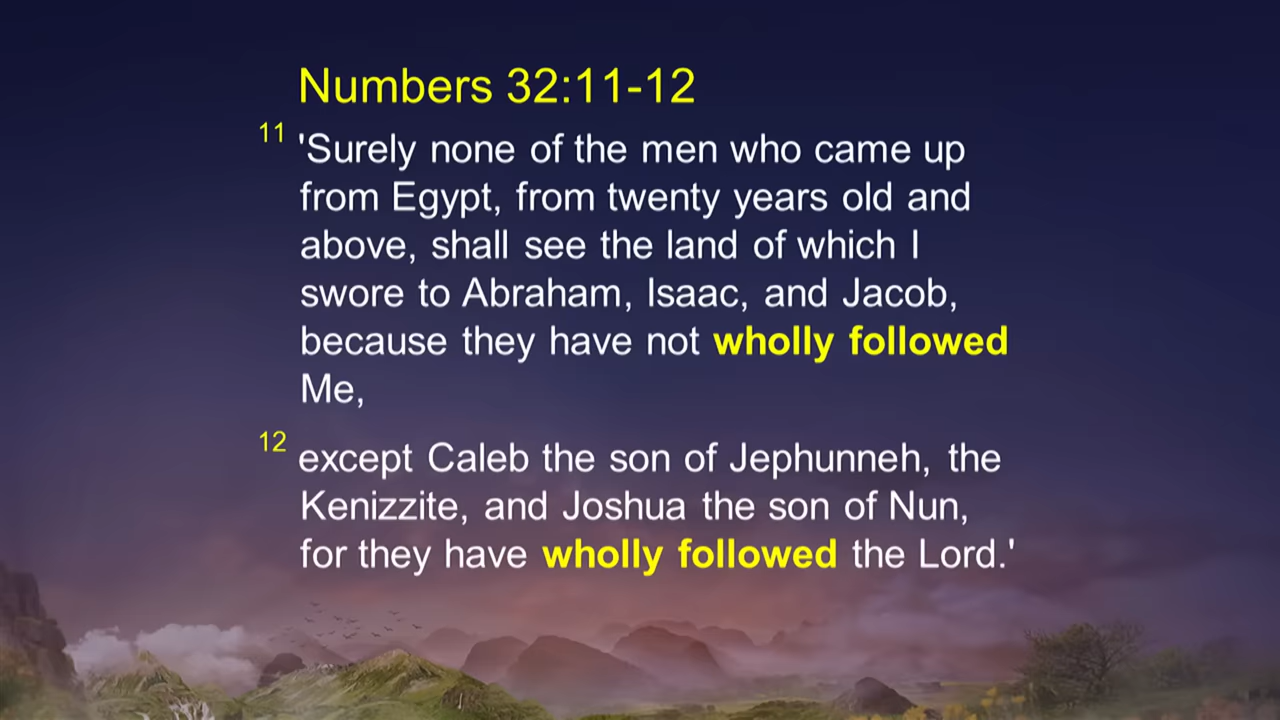 Numbers 32:11-12
11 'Surely none of the men who came up
from Egypt, from twenty years old and
above, shall see the land of which I
swore to Abraham, Isaac, and Jacob,
because they have not wholly followed
Me,
12 except Caleb the son of Jephunneh, the
Kenizzite, and Joshua the son of Nun,
for they have wholly followed the Lord.'